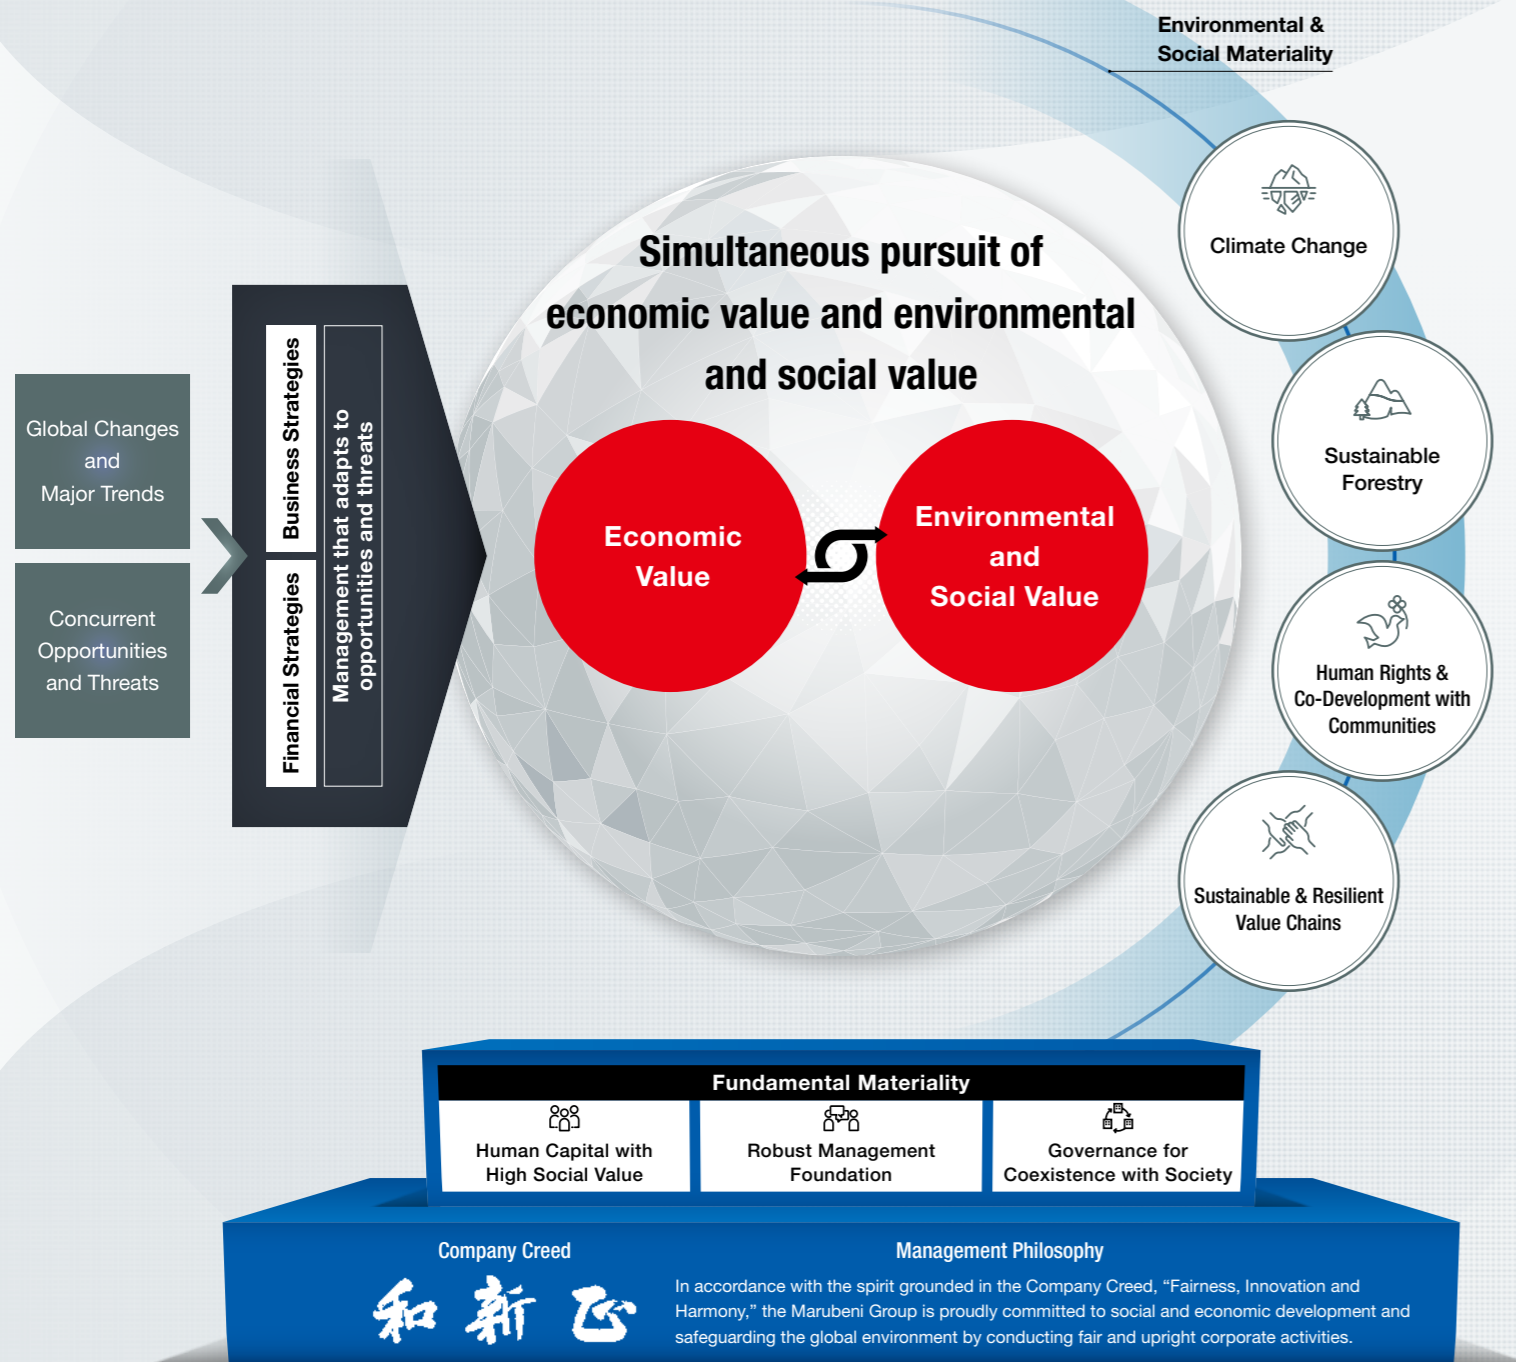 Environmental &
Social Materiality
Climate Change
Sustainable
Forestry
Human Rights &
Co-Development with
Communities
Sustainable & Resilient
Value Chains
Simultaneous pursuit of
economic value and environmental
and social value
Economic
Value
Environmental
and
Social Value
Global Changes
and
Major Trends
Concurrent
Opportunities
and Threats
Business Strategies
Financial Strategies
Management that adapts to
opportunities and threats
Fundamental Materiality
Human Capital with
High Social Value
Robust Management
Foundation
Governance for
Coexistence with Society
Company Creed
和 新 正
Management Philosophy
In accordance with the spirit grounded in the Company Creed, “Fairness, Innovation and
Harmony,” the Marubeni Group is proudly committed to social and economic development and
safeguarding the global environment by conducting fair and upright corporate activities.